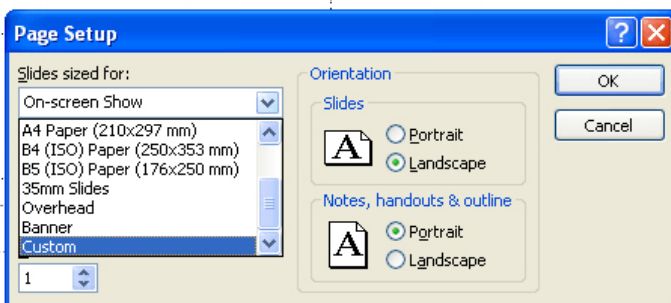 Page Setup
Slides sized for:
On-screen Show
A4 Paper (210x297 mm)
B4 (ISO) Paper (250x353 mm)
B5 (ISO) Paper (176x250 mm)
35mm Slides
Overhead
Banner
Custom
1
Orientation
Slides
A
Portrait
Landscape
Notes, handouts & outline
A
Portrait
Landscape
?
X
OK
Cancel